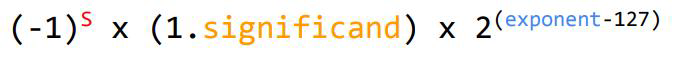 (-1)ˢ x (1.significand) x 2⁽ᵉˣᵖᵒⁿᵉⁿᵗ⁻¹²⁷⁾